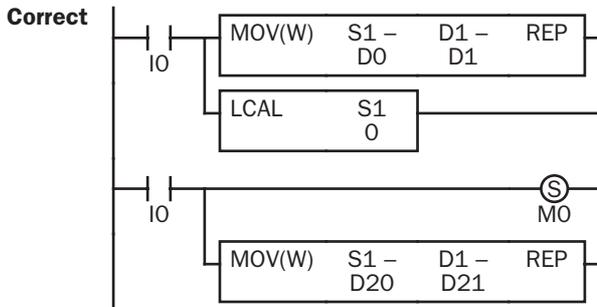 Correct
MOV(W) S1 – D1 – REP
I0 D0 D1
LCAL S1
0
I0 S
M0
MOV(W) S1 – D1 – REP
D20 D21